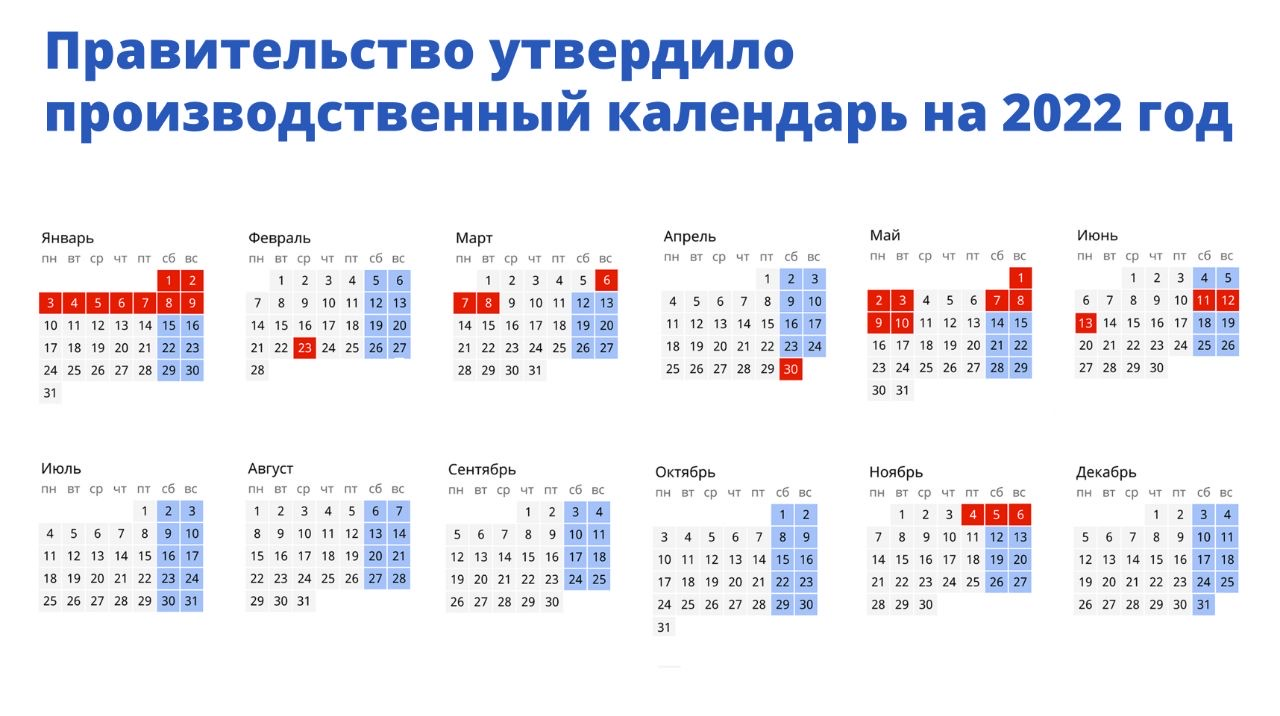 Правительство утвердило
производственный календарь на 2022 год
Январь
пн вт ср чт пт сб вс
1 2
3 4 5 6 7 8 9
10 11 12 13 14 15 16
17 18 19 20 21 22 23
24 25 26 27 28 29 30
31
Февраль
пн вт ср чт пт сб вс
1 2 3 4 5 6
7 8 9 10 11 12 13
14 15 16 17 18 19 20
21 22 23 24 25 26 27
28
Март
пн вт ср чт пт сб вс
1 2 3 4 5 6
7 8 9 10 11 12 13
14 15 16 17 18 19 20
21 22 23 24 25 26 27
28 29 30 31
Апрель
пн вт ср чт пт сб вс
1 2 3
4 5 6 7 8 9 10
11 12 13 14 15 16 17
18 19 20 21 22 23 24
25 26 27 28 29 30
Май
пн вт ср чт пт сб вс
1
2 3 4 5 6 7 8
9 10 11 12 13 14 15
16 17 18 19 20 21 22
23 24 25 26 27 28 29
30 31
Июнь
пн вт ср чт пт сб вс
1 2 3 4 5
6 7 8 9 10 11 12
13 14 15 16 17 18 19
20 21 22 23 24 25 26
27 28 29 30
Июль
пн вт ср чт пт сб вс
1 2 3
4 5 6 7 8 9 10
11 12 13 14 15 16 17
18 19 20 21 22 23 24
25 26 27 28 29 30 31
Август
пн вт ср чт пт сб вс
1 2 3 4 5 6 7
8 9 10 11 12 13 14
15 16 17 18 19 20 21
22 23 24 25 26 27 28
29 30 31
Сентябрь
пн вт ср чт пт сб вс
1 2 3 4
5 6 7 8 9 10 11
12 13 14 15 16 17 18
19 20 21 22 23 24 25
26 27 28 29 30
Октябрь
пн вт ср чт пт сб вс
1 2
3 4 5 6 7 8 9
10 11 12 13 14 15 16
17 18 19 20 21 22 23
24 25 26 27 28 29 30
31
Ноябрь
пн вт ср чт пт сб вс
1 2 3 4 5 6
7 8 9 10 11 12 13
14 15 16 17 18 19 20
21 22 23 24 25 26 27
28 29 30
Декабрь
пн вт ср чт пт сб вс
1 2 3 4
5 6 7 8 9 10 11
12 13 14 15 16 17 18
19 20 21 22 23 24 25
26 27 28 29 30 31